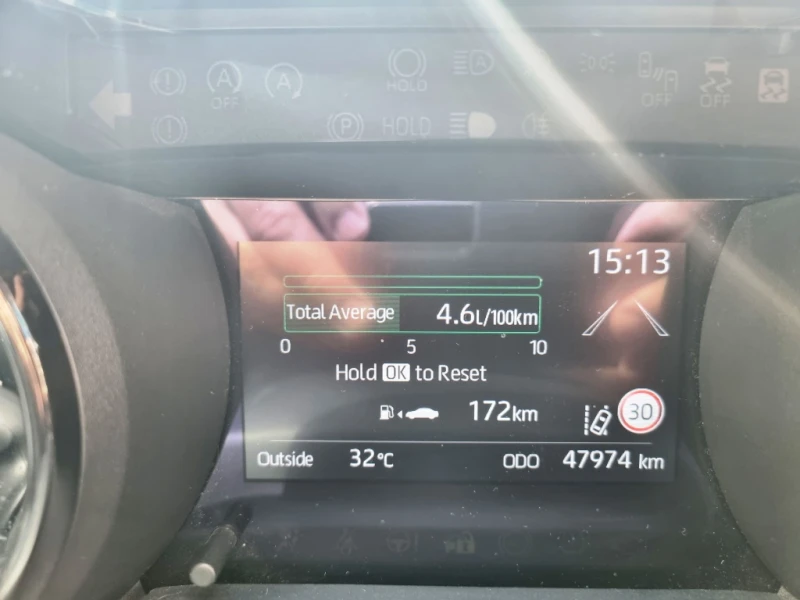 A A HOLD A
OFF OFF OFF
P HOLD
15:13
Total Average 4.6L/100km
0 5 10
Hold OK to Reset
172km 30
Outside 32°C ODO 47974 km